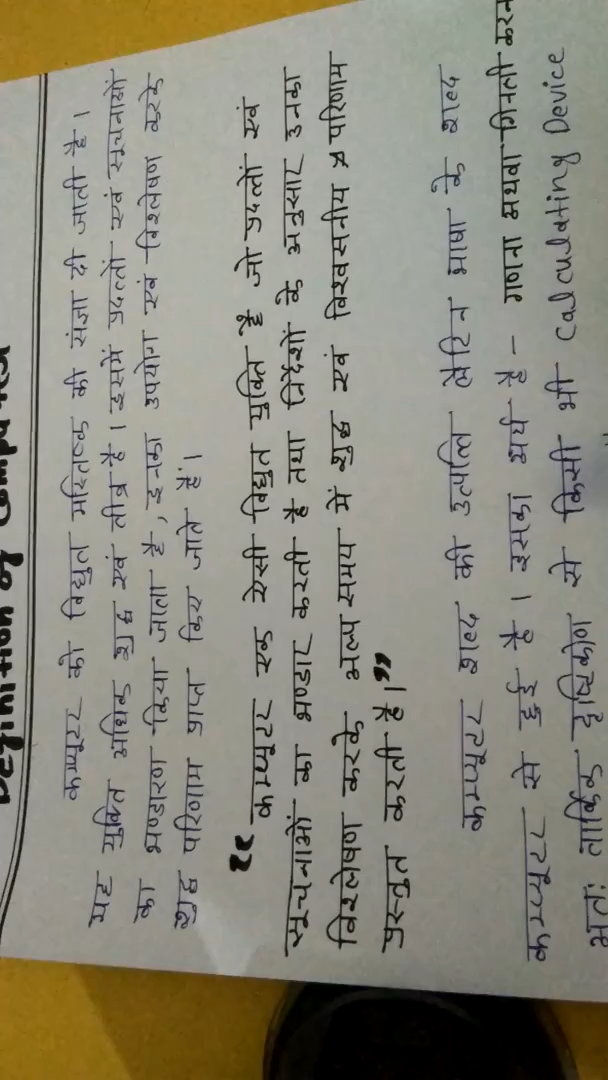 Definition of Computer
कम्प्यूटर को विद्युत मस्तिष्क की संज्ञा दी जाती है।
यह युक्ति अधिक शुद्ध एवं तीव्र है। इसमें प्रदत्तों एवं सूचनाओं
का भण्डारण किया जाता है, इनका उपयोग एवं विश्लेषण करके
शुद्ध परिणाम प्राप्त किये जाते हैं।
“कम्प्यूटर एक ऐसी विद्युत युक्ति है जो प्रदत्तों एवं
सूचनाओं का भण्डार करती है तथा निर्देशों के अनुसार उनका
विश्लेषण करके अल्प समय में शुद्ध एवं विश्वसनीय परिणाम
प्रस्तुत करती है।”
कम्प्यूटर शब्द की उत्पत्ति लैटिन भाषा के शब्द
कम्प्यूटर से हुई है। इसका अर्थ है - गणना अथवा गिनती करन
अतः तार्किक दृष्टिकोण से किसी भी Calculating Device